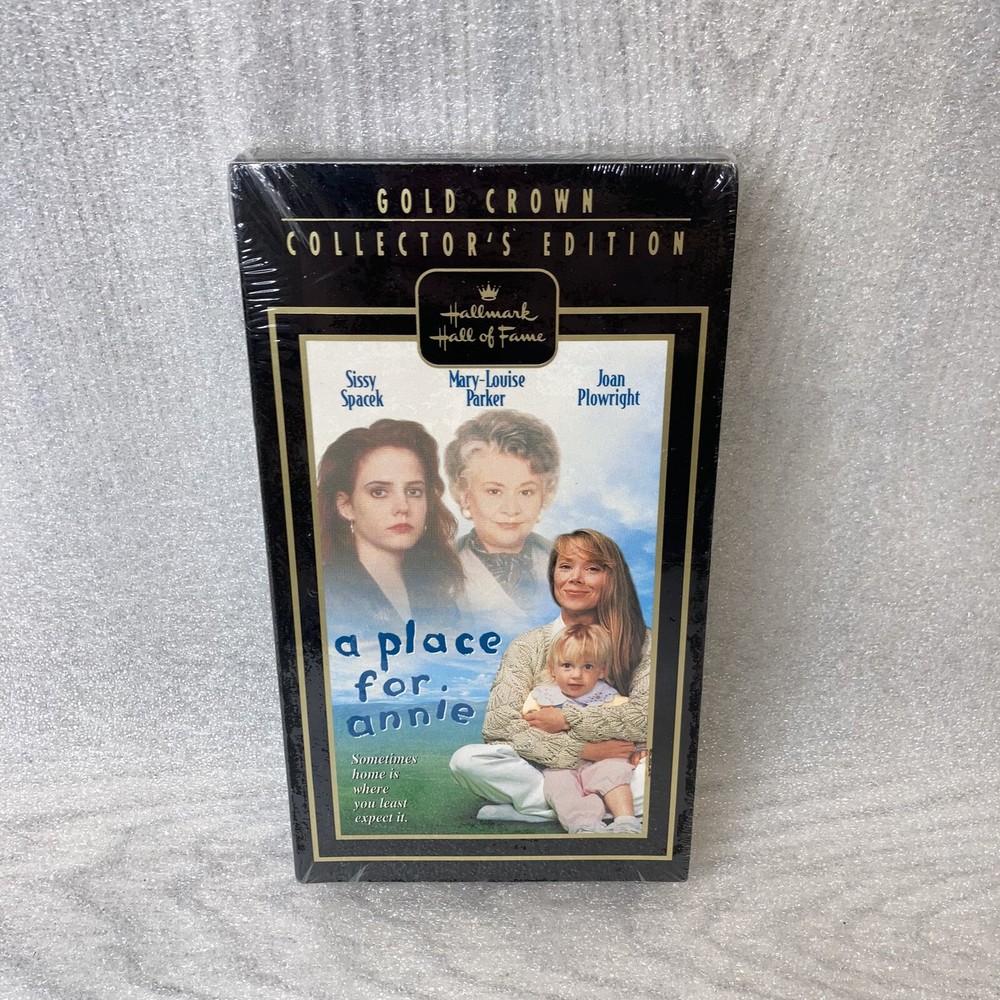 GOLD CROWN
COLLECTOR'S EDITION
Hallmark
Hall of Fame
Sissy
Spacek
Mary-Louise
Parker
Joan
Plowright
a place
for
annie
Sometimes
home is
where
you least
expect it.